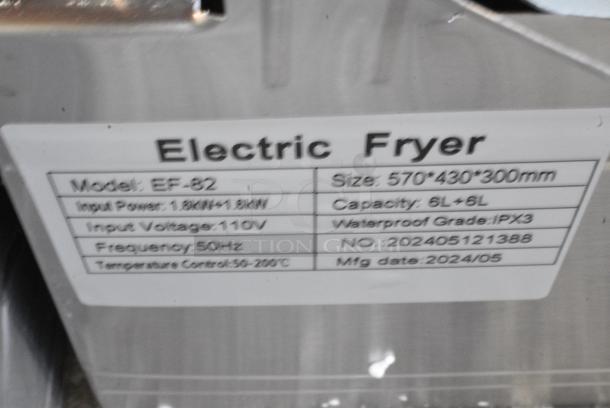 Electric Fryer
Model: EF-82
Size: 570*430*300mm
Input Power: 1.8kW+1.8kW
Capacity: 6L+6L
Input Voltage:110V
Waterproof Grade:IPX3
Frequency:50Hz
NO.:202405121388
Temperature Control:50-200℃
Mfg date:2024/05